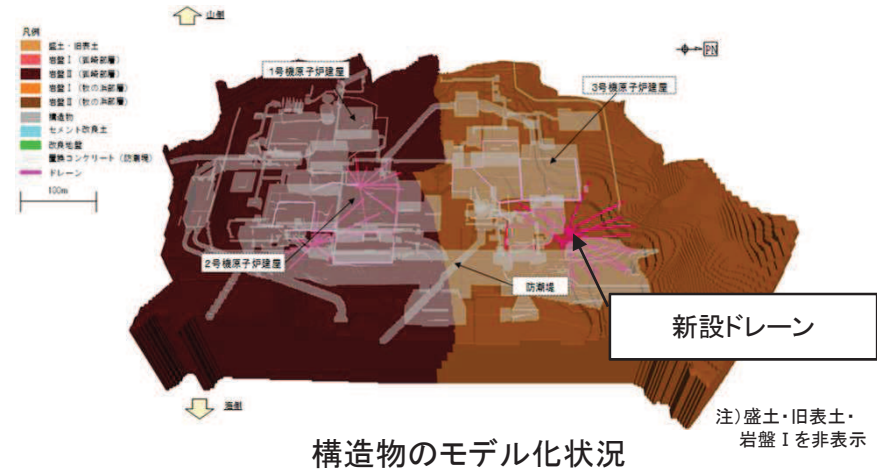 山側
凡例
盛土・旧表土
岩盤Ⅰ(狐崎部層)
岩盤Ⅱ(狐崎部層)
岩盤Ⅰ(牧の浜部層)
岩盤Ⅱ(牧の浜部層)
構造物
セメント改良土
改良地盤
置換コンクリート(防潮堤)
ドレーン
100m
PN
1号機原子炉建屋
3号機原子炉建屋
2号機原子炉建屋
防潮堤
新設ドレーン
海側
注)盛土・旧表土・
岩盤Ⅰを非表示
構造物のモデル化状況